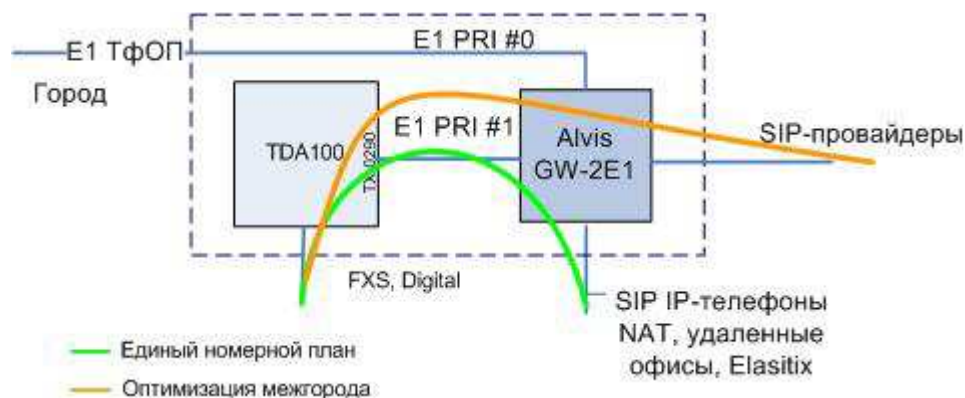 E1 ТфОП
Город
E1 PRI #0
TDA100
E1 PRI #1
Alvis
GW-2E1
SIP-провайдеры
FXS, Digital
SIP IP-телефоны
NAT, удаленные
офисы, Elasitix
Единый номерной план
Оптимизация межгорода